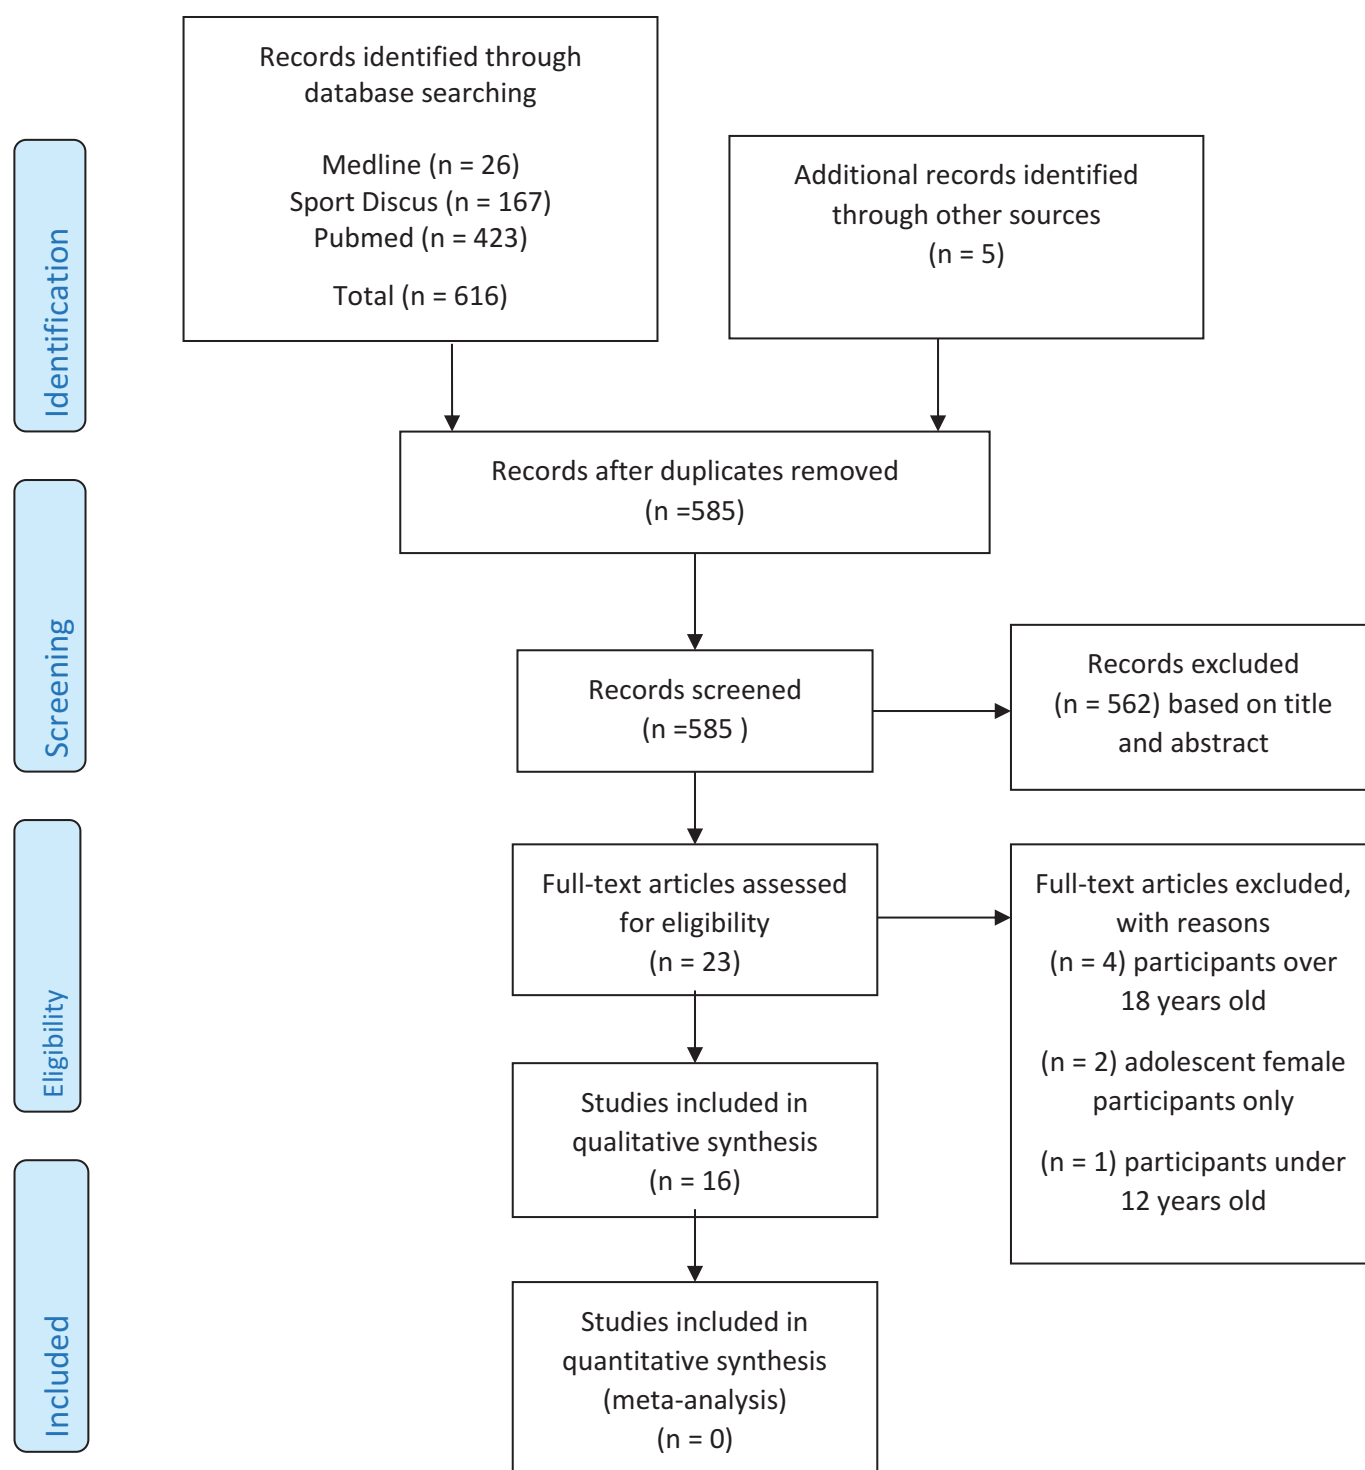 Records identified through
database searching
Medline (n = 26)
Sport Discus (n = 167)
Pubmed (n = 423)
Total (n = 616)
Additional records identified
through other sources
(n = 5)
Identification
Records after duplicates removed
(n =585)
Screening
Records screened
(n =585 )
Records excluded
(n = 562) based on title
and abstract
Eligibility
Full-text articles assessed
for eligibility
(n = 23)
Full-text articles excluded,
with reasons
(n = 4) participants over
18 years old
(n = 2) adolescent female
participants only
(n = 1) participants under
12 years old
Studies included in
qualitative synthesis
(n = 16)
Included
Studies included in
quantitative synthesis
(meta-analysis)
(n = 0)